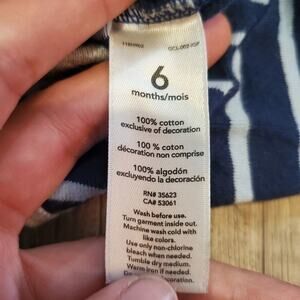 6
months/mois
100% cotton
exclusive of decoration
100 % coton
décoration non comprise
100% algodón
excluyendo la decoración
RN# 35623
CA# 53061
Wash before use.
Turn garment inside out.
Machine wash cold with
like colors.
Use only non-chlorine
bleach when needed.
Tumble dry medium.
Warm iron if needed.